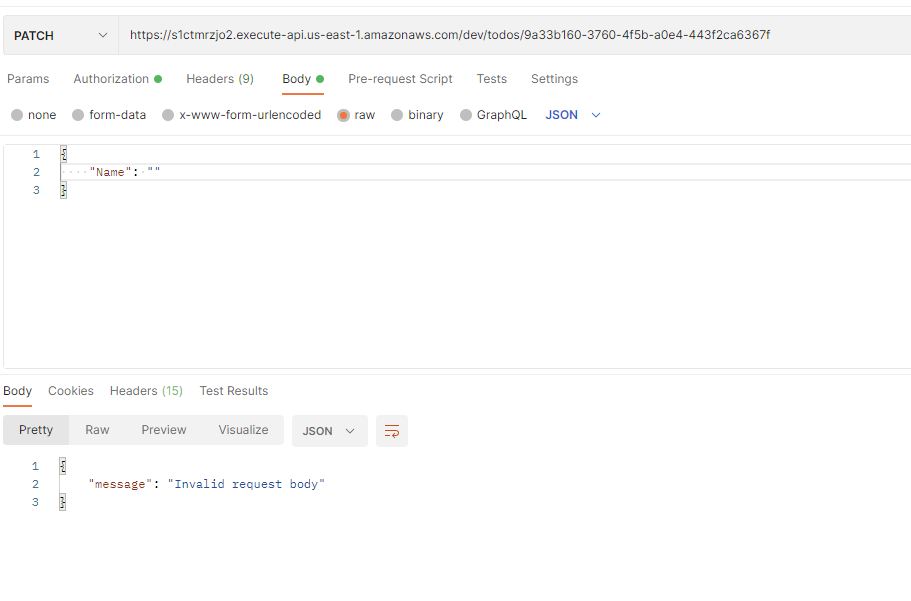 PATCH https://s1ctmrzjo2.execute-api.us-east-1.amazonaws.com/dev/todos/9a33b160-3760-4f5b-a0e4-443f2ca6367f
Params Authorization Headers (9) Body Pre-request Script Tests Settings
none form-data x-www-form-urlencoded raw binary GraphQL JSON
1 {
2 ····"Name":·""
3 }
Body Cookies Headers (15) Test Results
Pretty Raw Preview Visualize JSON
1 {
2 "message": "Invalid request body"
3 }